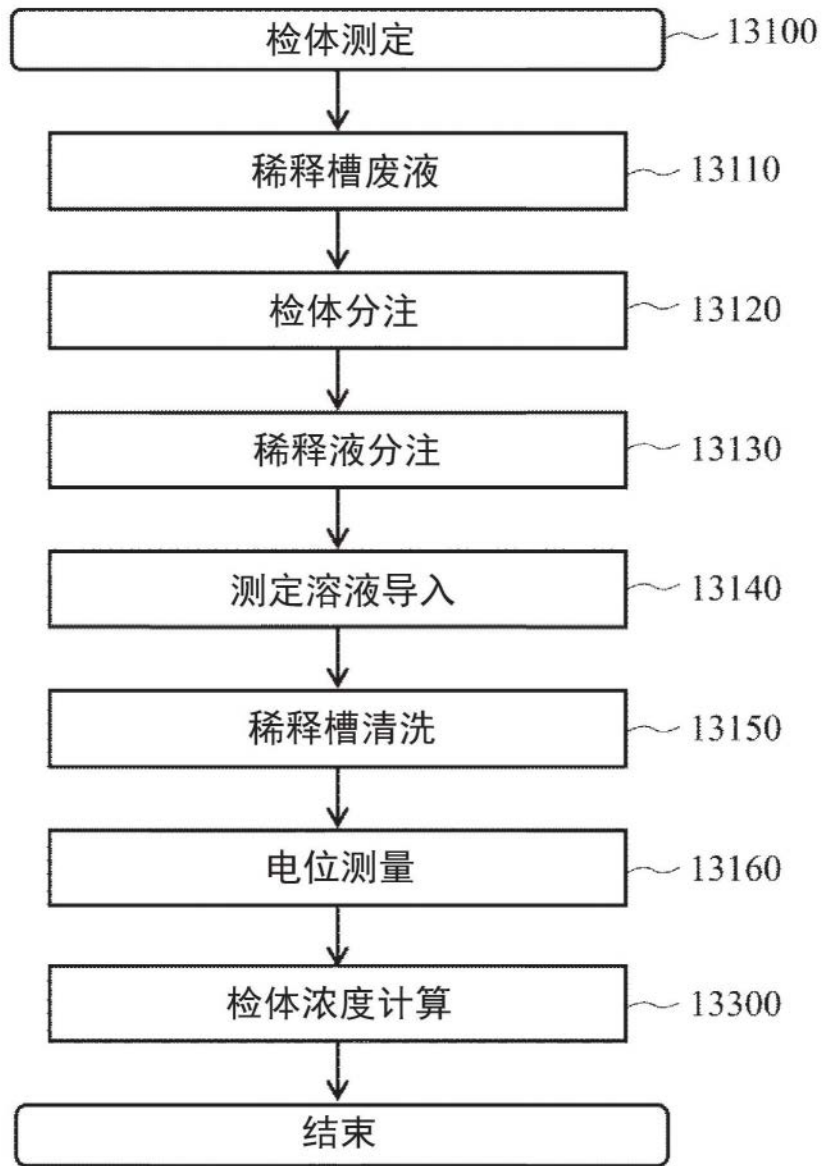 检体测定 13100
稀释槽废液 13110
检体分注 13120
稀释液分注 13130
测定溶液导入 13140
稀释槽清洗 13150
电位测量 13160
检体浓度计算 13300
结束